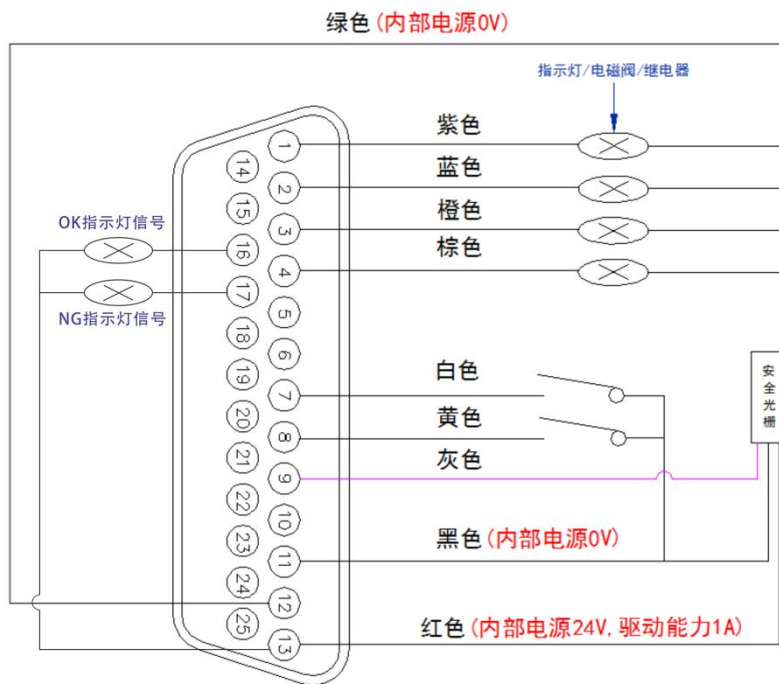 绿色(内部电源0V)
指示灯/电磁阀/继电器
紫色
蓝色
橙色
棕色
OK指示灯信号
NG指示灯信号
白色
黄色
灰色
安全光栅
黑色(内部电源0V)
红色(内部电源24V,驱动能力1A)
1
2
3
4
5
6
7
8
9
10
11
12
13
14
15
16
17
18
19
20
21
22
23
24
25